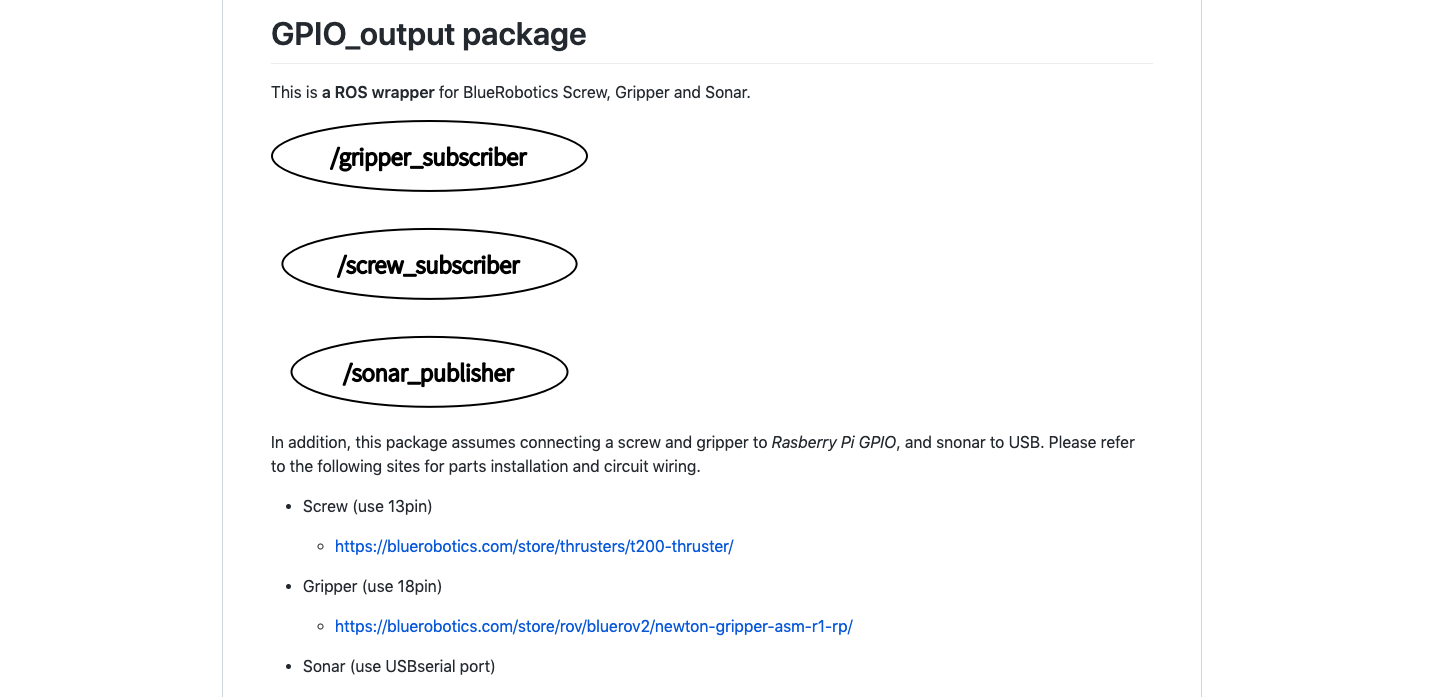 GPIO_output package
This is a ROS wrapper for BlueRobotics Screw, Gripper and Sonar.
/gripper_subscriber
/screw_subscriber
/sonar_publisher
In addition, this package assumes connecting a screw and gripper to Rasberry Pi GPIO, and snonar to USB. Please refer
to the following sites for parts installation and circuit wiring.
Screw (use 13pin)
https://bluerobotics.com/store/thrusters/t200-thruster/
Gripper (use 18pin)
https://bluerobotics.com/store/rov/bluerov2/newton-gripper-asm-r1-rp/
Sonar (use USBserial port)